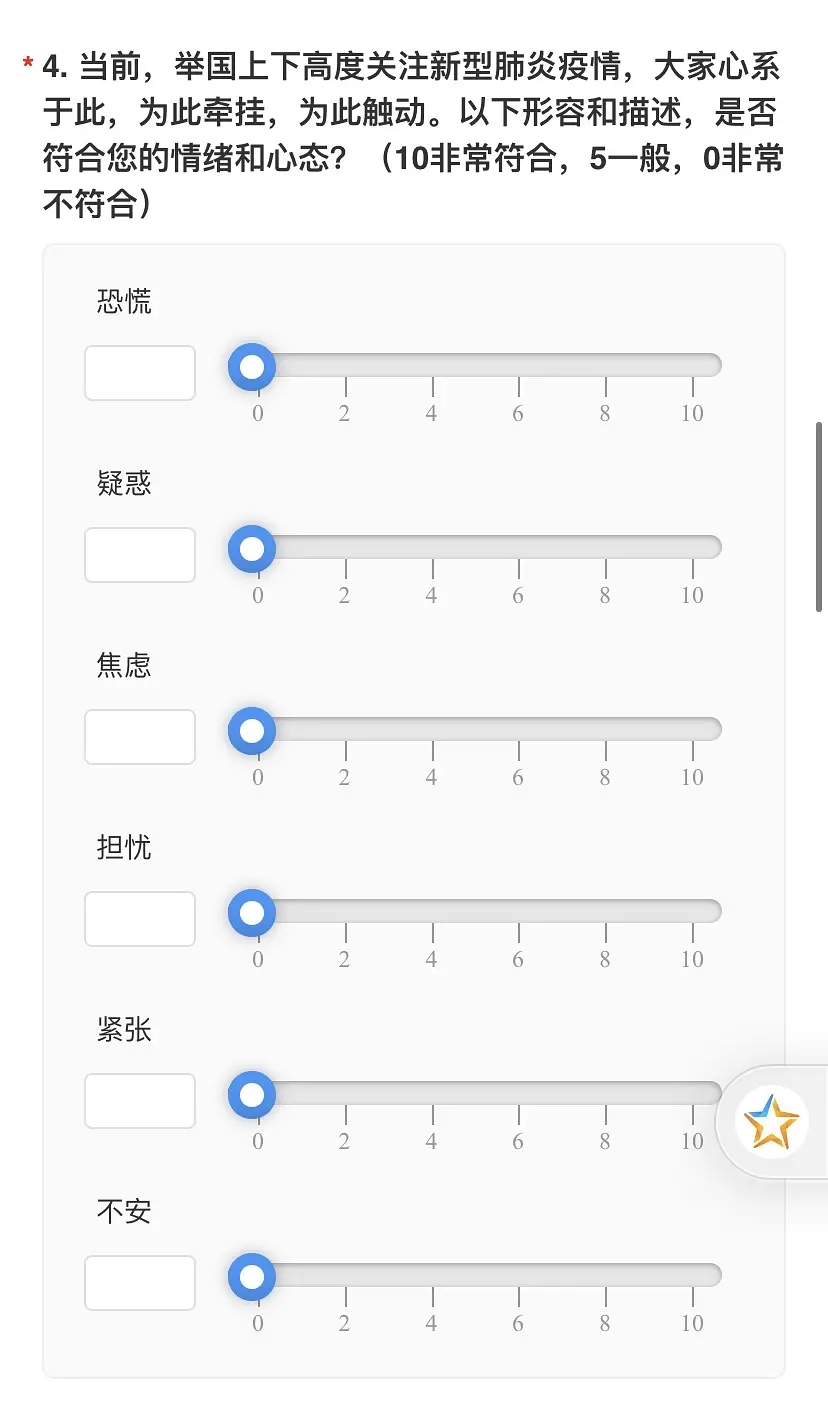 * 4. 当前，举国上下高度关注新型肺炎疫情，大家心系
于此，为此牵挂，为此触动。以下形容和描述，是否
符合您的情绪和心态？（10非常符合，5一般，0非常
不符合）
恐慌
0 2 4 6 8 10
疑惑
0 2 4 6 8 10
焦虑
0 2 4 6 8 10
担忧
0 2 4 6 8 10
紧张
0 2 4 6 8 10
不安
0 2 4 6 8 10